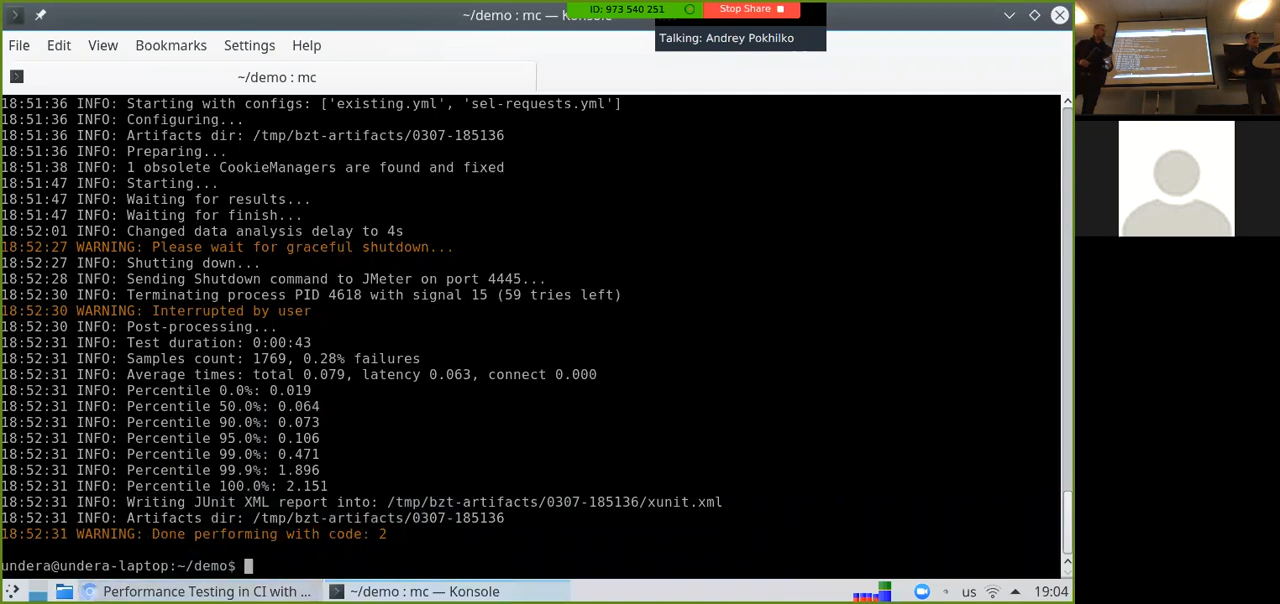 ~/demo : mc — Konsole
ID: 973 540 251
Stop Share
Talking: Andrey Pokhilko
File Edit View Bookmarks Settings Help
~/demo : mc
18:51:36 INFO: Starting with configs: ['existing.yml', 'sel-requests.yml']
18:51:36 INFO: Configuring...
18:51:36 INFO: Artifacts dir: /tmp/bzt-artifacts/0307-185136
18:51:36 INFO: Preparing...
18:51:38 INFO: 1 obsolete CookieManagers are found and fixed
18:51:47 INFO: Starting...
18:51:47 INFO: Waiting for results...
18:51:47 INFO: Waiting for finish...
18:52:01 INFO: Changed data analysis delay to 4s
18:52:27 WARNING: Please wait for graceful shutdown...
18:52:27 INFO: Shutting down...
18:52:28 INFO: Sending Shutdown command to JMeter on port 4445...
18:52:30 INFO: Terminating process PID 4618 with signal 15 (59 tries left)
18:52:30 WARNING: Interrupted by user
18:52:30 INFO: Post-processing...
18:52:31 INFO: Test duration: 0:00:43
18:52:31 INFO: Samples count: 1769, 0.28% failures
18:52:31 INFO: Average times: total 0.079, latency 0.063, connect 0.000
18:52:31 INFO: Percentile 0.0%: 0.019
18:52:31 INFO: Percentile 50.0%: 0.064
18:52:31 INFO: Percentile 90.0%: 0.073
18:52:31 INFO: Percentile 95.0%: 0.106
18:52:31 INFO: Percentile 99.0%: 0.471
18:52:31 INFO: Percentile 99.9%: 1.896
18:52:31 INFO: Percentile 100.0%: 2.151
18:52:31 INFO: Writing JUnit XML report into: /tmp/bzt-artifacts/0307-185136/xunit.xml
18:52:31 INFO: Artifacts dir: /tmp/bzt-artifacts/0307-185136
18:52:31 WARNING: Done performing with code: 2
undera@undera-laptop:~/demo$
Performance Testing in CI with ...
~/demo : mc — Konsole
us
19:04